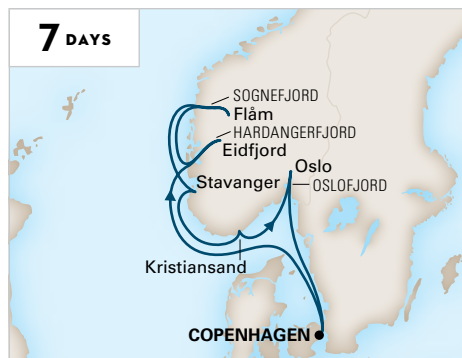 7 DAYS
SOGNEFJORD
Flåm
HARDANGERFJORD
Eidfjord
Oslo
Stavanger
OSLOFJORD
Kristiansand
COPENHAGEN